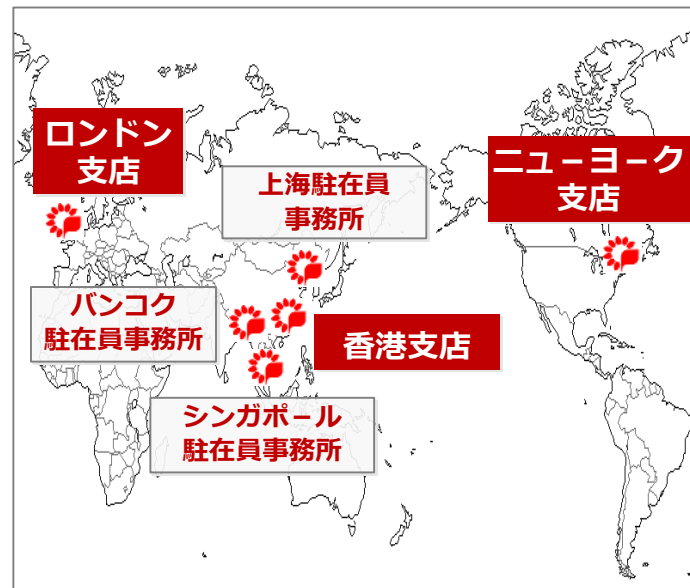 ロンドン
支店
ニューヨーク
支店
上海駐在員
事務所
バンコク
駐在員事務所
香港支店
シンガポール
駐在員事務所